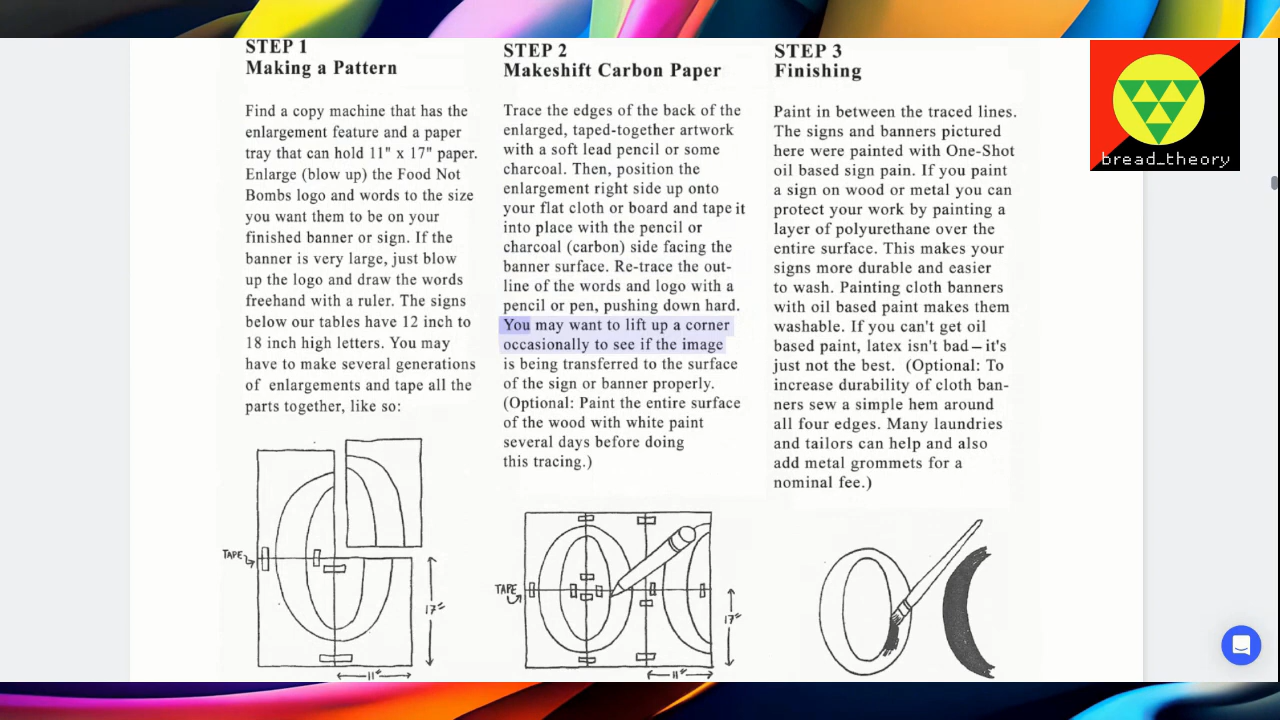 STEP 1
Making a Pattern
Find a copy machine that has the
enlargement feature and a paper
tray that can hold 11" x 17" paper.
Enlarge (blow up) the Food Not
Bombs logo and words to the size
you want them to be on your
finished banner or sign. If the
banner is very large, just blow
up the logo and draw the words
freehand with a ruler. The signs
below our tables have 12 inch to
18 inch high letters. You may
have to make several generations
of enlargements and tape all the
parts together, like so:
TAPE
17"
11"
STEP 2
Makeshift Carbon Paper
Trace the edges of the back of the
enlarged, taped-together artwork
with a soft lead pencil or some
charcoal. Then, position the
enlargement right side up onto
your flat cloth or board and tape it
into place with the pencil or
charcoal (carbon) side facing the
banner surface. Re-trace the out-
line of the words and logo with a
pencil or pen, pushing down hard.
You may want to lift up a corner
occasionally to see if the image
is being transferred to the surface
of the sign or banner properly.
(Optional: Paint the entire surface
of the wood with white paint
several days before doing
this tracing.)
TAPE
17"
11"
STEP 3
Finishing
Paint in between the traced lines.
The signs and banners pictured
here were painted with One-Shot
oil based sign pain. If you paint
a sign on wood or metal you can
protect your work by painting a
layer of polyurethane over the
entire surface. This makes your
signs more durable and easier
to wash. Painting cloth banners
with oil based paint makes them
washable. If you can't get oil
based paint, latex isn't bad – it's
just not the best. (Optional: To
increase durability of cloth ban-
ners sew a simple hem around
all four edges. Many laundries
and tailors can help and also
add metal grommets for a
nominal fee.)
bread_theory